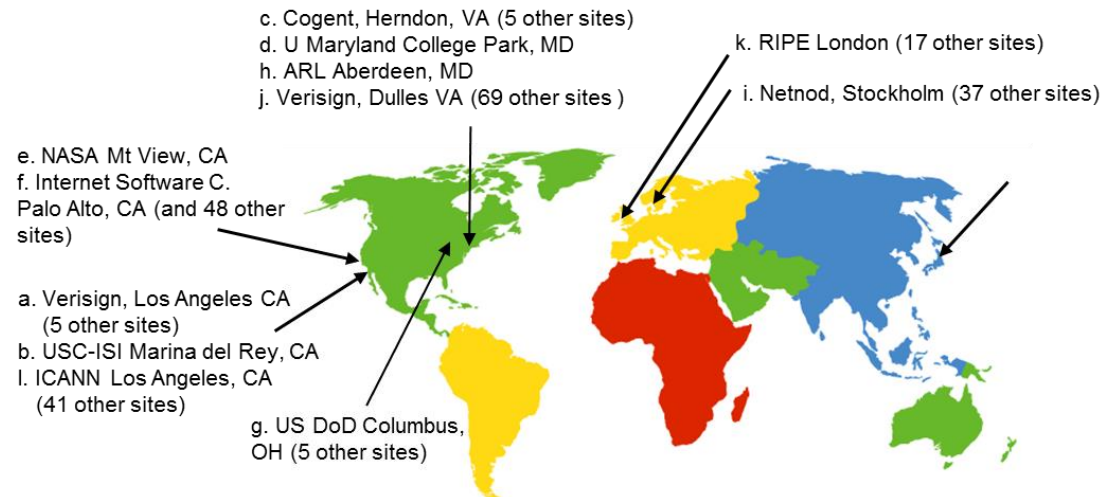 c. Cogent, Herndon, VA (5 other sites)
d. U Maryland College Park, MD
h. ARL Aberdeen, MD
j. Verisign, Dulles VA (69 other sites )
k. RIPE London (17 other sites)
i. Netnod, Stockholm (37 other sites)
e. NASA Mt View, CA
f. Internet Software C.
Palo Alto, CA (and 48 other
sites)
a. Verisign, Los Angeles CA
(5 other sites)
b. USC-ISI Marina del Rey, CA
l. ICANN Los Angeles, CA
(41 other sites)
g. US DoD Columbus,
OH (5 other sites)